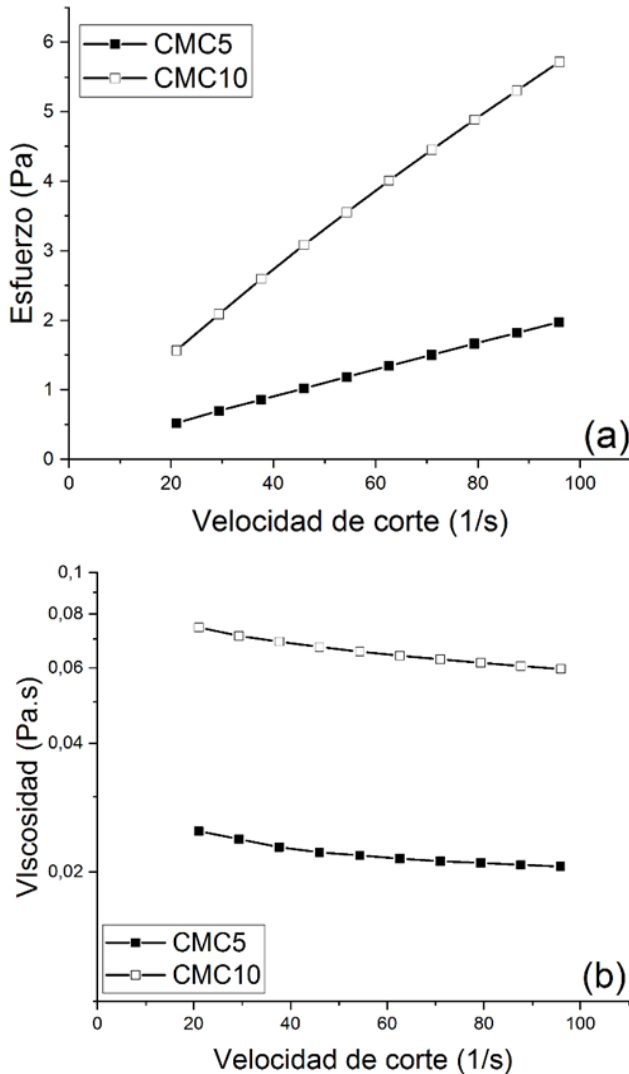 CMC5
CMC10
6
5
4
3
2
1
0
Esfuerzo (Pa)
(a)
0 20 40 60 80 100
Velocidad de corte (1/s)
0,1
0,08
0,06
0,04
0,02
VIscosidad (Pa.s)
CMC5
CMC10
(b)
0 20 40 60 80 100
Velocidad de corte (1/s)